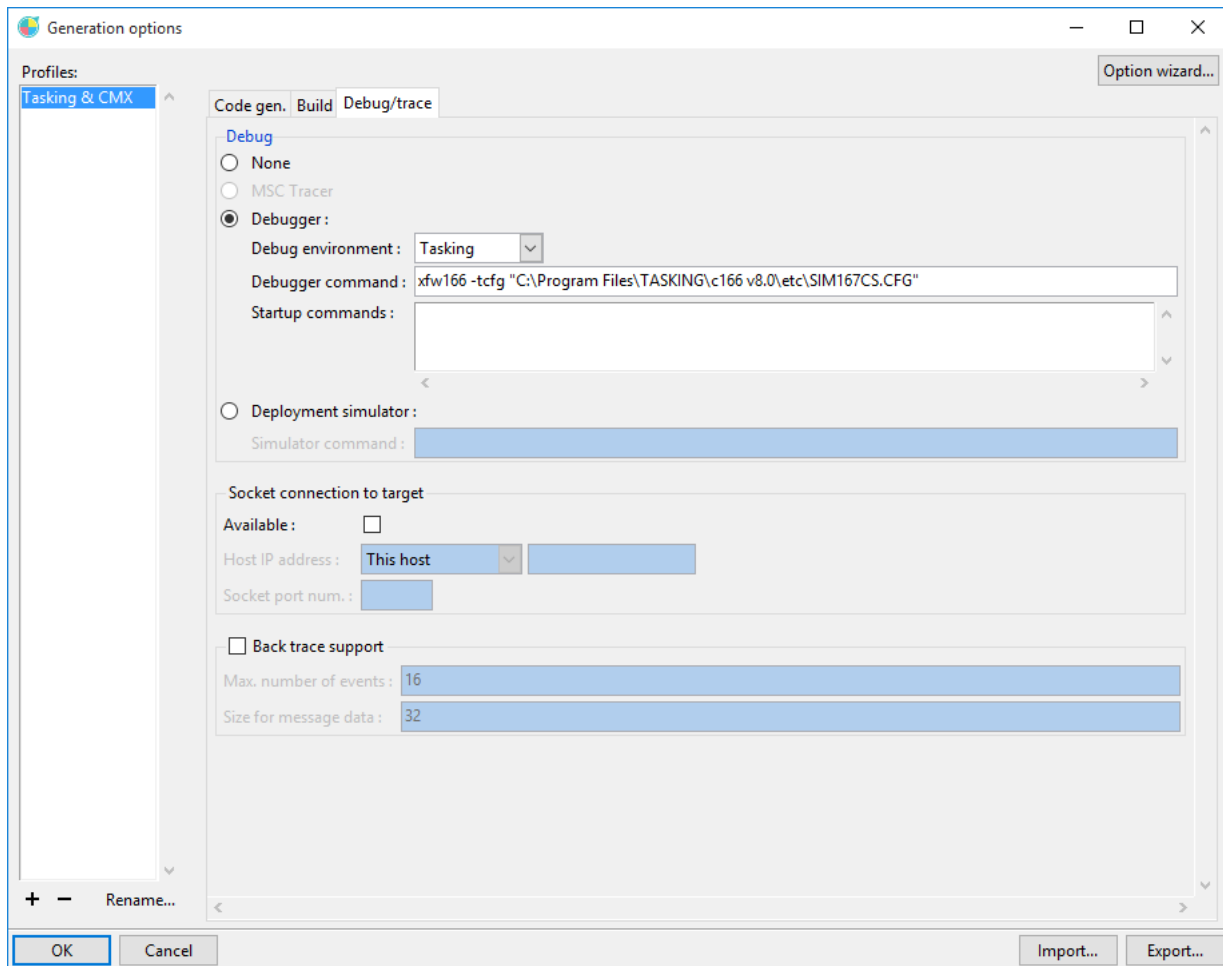 Generation options
Profiles:
Option wizard...
Tasking & CMX
Code gen. Build Debug/trace
Debug
None
MSC Tracer
Debugger :
Debug environment : Tasking
Debugger command : xfw166 -tcfg "C:\Program Files\TASKING\c166 v8.0\etc\SIM167CS.CFG"
Startup commands :
Deployment simulator :
Simulator command :
Socket connection to target
Available :
Host IP address : This host
Socket port num. :
Back trace support
Max. number of events : 16
Size for message data : 32
+ − Rename...
OK Cancel Import... Export...